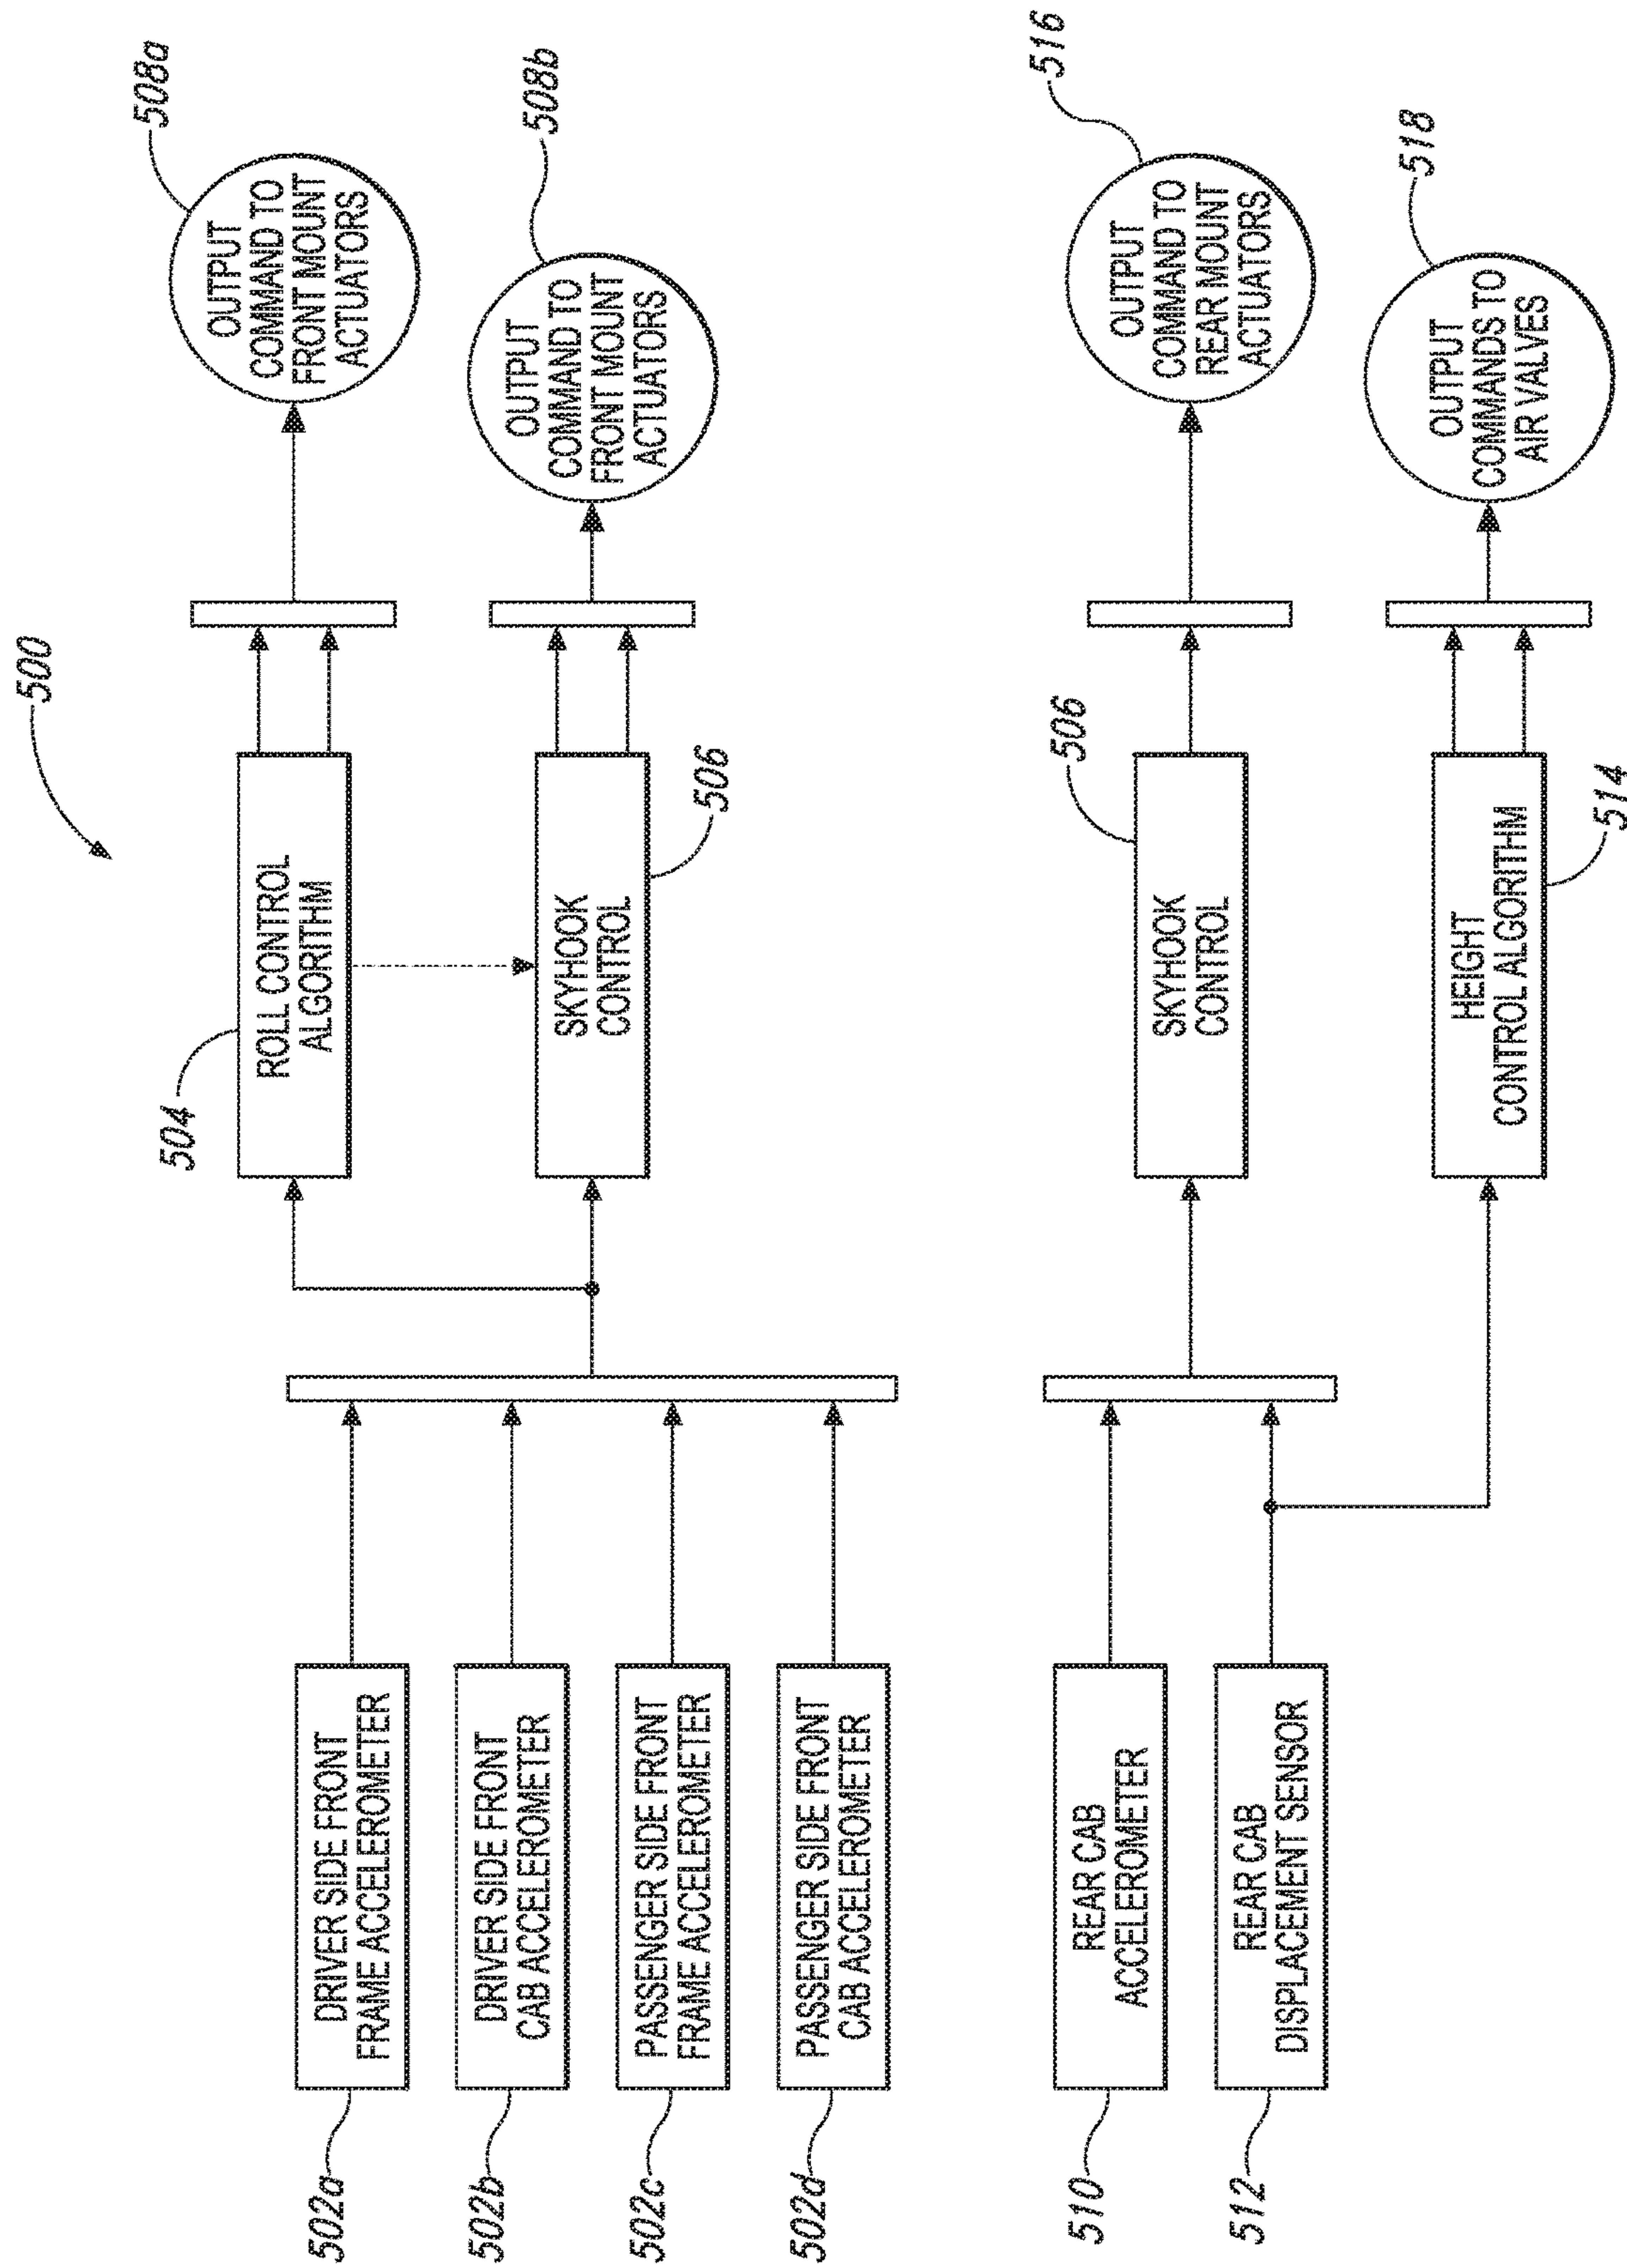 500
502a
DRIVER SIDE FRONT
FRAME ACCELEROMETER
502b
DRIVER SIDE FRONT
CAB ACCELEROMETER
502c
PASSENGER SIDE FRONT
FRAME ACCELEROMETER
502d
PASSENGER SIDE FRONT
CAB ACCELEROMETER
504
ROLL CONTROL
ALGORITHM
SKYHOOK
CONTROL
506
OUTPUT
COMMAND TO
FRONT MOUNT
ACTUATORS
508a
OUTPUT
COMMAND TO
FRONT MOUNT
ACTUATORS
508b
510
REAR CAB
ACCELEROMETER
512
REAR CAB
DISPLACEMENT SENSOR
SKYHOOK
CONTROL
506
HEIGHT
CONTROL ALGORITHM
514
OUTPUT
COMMAND TO
REAR MOUNT
ACTUATORS
516
OUTPUT
COMMANDS TO
AIR VALVES
518